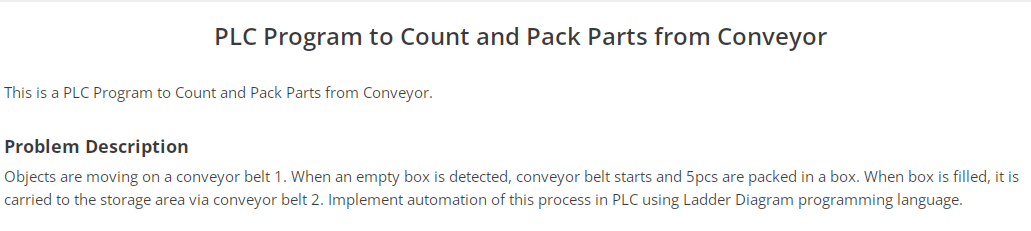 PLC Program to Count and Pack Parts from Conveyor
This is a PLC Program to Count and Pack Parts from Conveyor.
Problem Description
Objects are moving on a conveyor belt 1. When an empty box is detected, conveyor belt starts and 5pcs are packed in a box. When box is filled, it is
carried to the storage area via conveyor belt 2. Implement automation of this process in PLC using Ladder Diagram programming language.